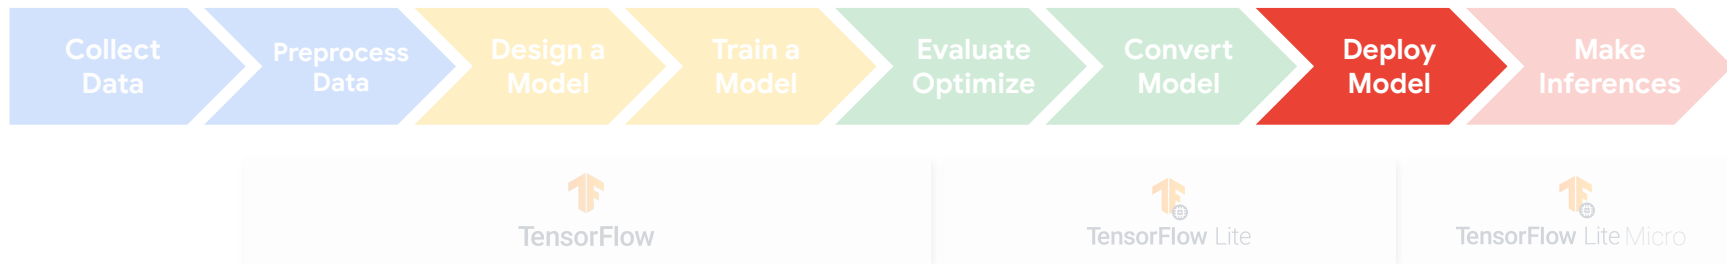 Collect
Data
Preprocess
Data
Design a
Model
Train a
Model
Evaluate
Optimize
Convert
Model
Deploy
Model
Make
Inferences
TensorFlow
TensorFlow Lite
TensorFlow Lite Micro